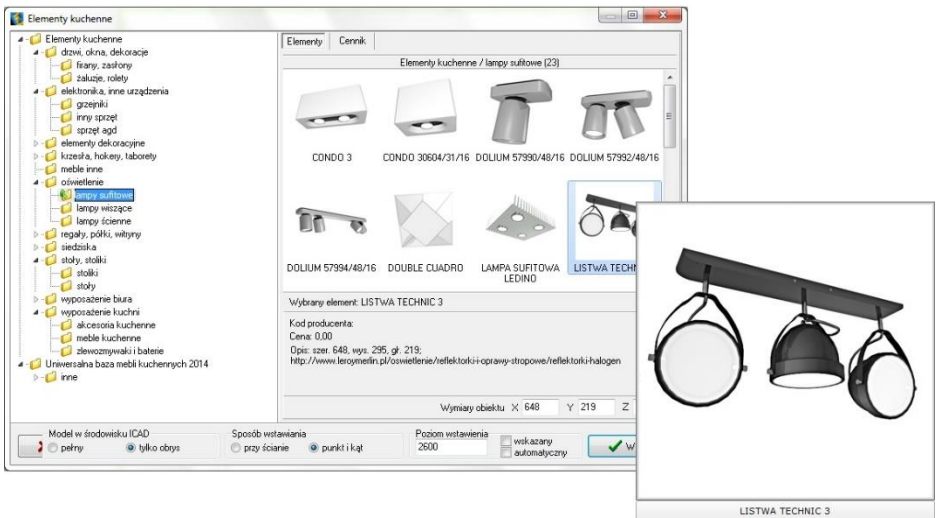 Elementy kuchenne
Elementy kuchenne
drzwi, okna, dekoracje
firany, zasłony
żaluzje, rolety
elektronika, inne urządzenia
grzejniki
inny sprzęt
sprzęt agd
elementy dekoracyjne
krzesła, hokery, taborety
meble inne
oświetlenie
lampy sufitowe
lampy wiszące
lampy ścienne
regały, półki, witryny
siedziska
stoły, stoliki
stoliki
stoły
wyposażenie biura
wyposażenie kuchni
akcesoria kuchenne
meble kuchenne
zlewozmywaki i baterie
Uniwersalna baza mebli kuchennych 2014
inne
Elementy Cennik
Elementy kuchenne / lampy sufitowe (23)
CONDO 3 CONDO 30604/31/16 DOLIUM 57990/48/16 DOLIUM 57992/48/16
DOLIUM 57994/48/16 DOUBLE CUADRO LAMPA SUFITOWA LISTWA TECHN
LEDINO
Wybrany element: LISTWA TECHNIC 3
Kod producenta:
Cena: 0,00
Opis: szer. 648, wys. 295, gł. 219;
http://www.leroymerlin.pl/oswietlenie/reflektorki-i-oprawy-stropowe/reflektorki-halogen
Wymiary obiektu X 648 Y 219 Z
Model w środowisku ICAD Sposób wstawiania Poziom wstawienia
pełny tylko obrys przy ścianie punkt i kąt 2600 wskazany
automatyczny
W
LISTWA TECHNIC 3